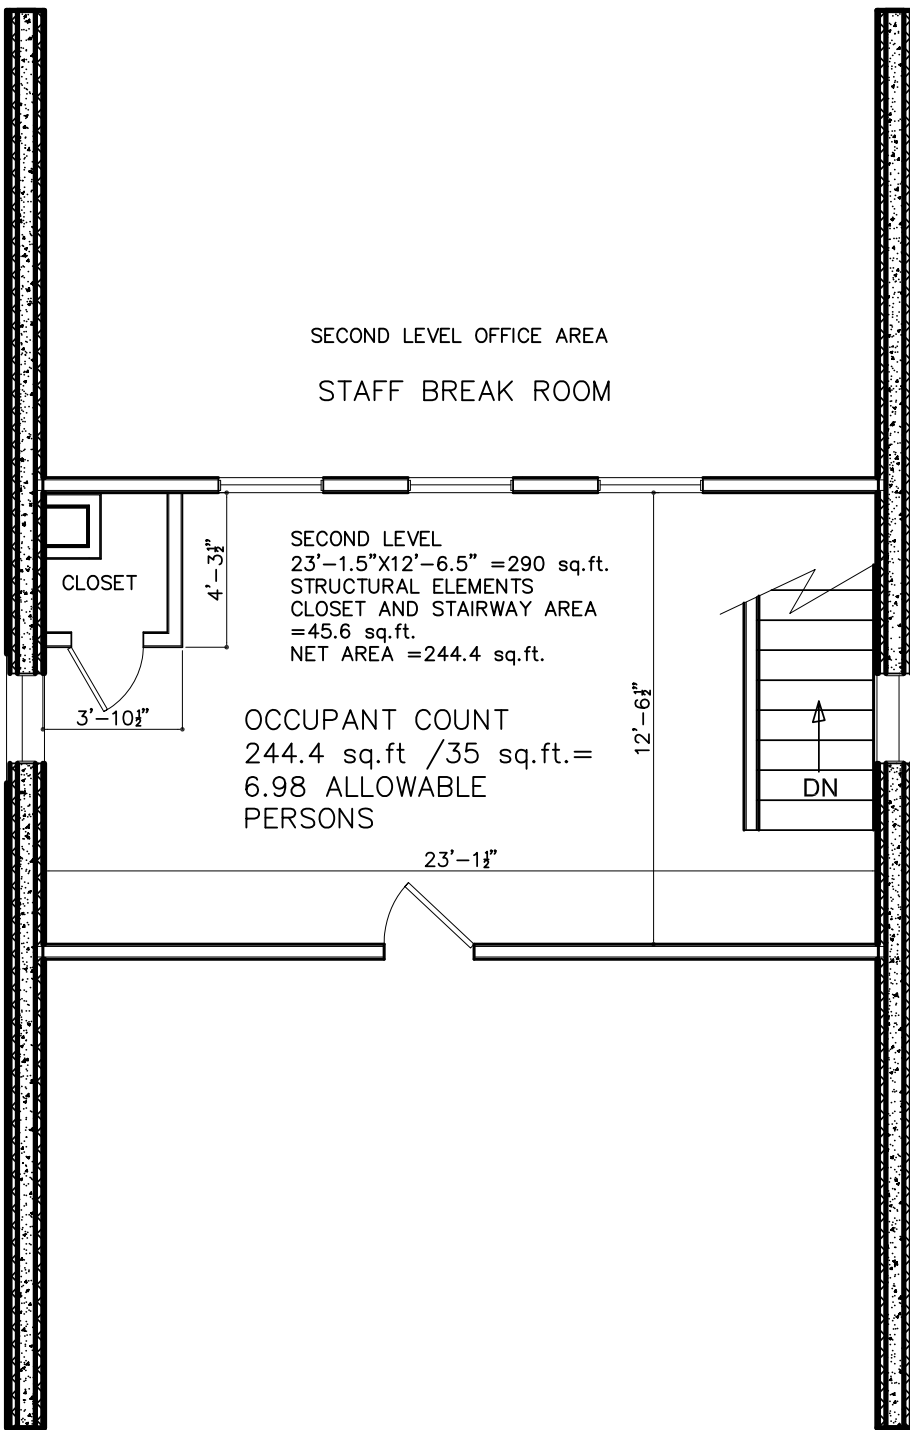 SECOND LEVEL OFFICE AREA
STAFF BREAK ROOM
SECOND LEVEL
23'-1.5"X12'-6.5" =290 sq.ft.
STRUCTURAL ELEMENTS
CLOSET AND STAIRWAY AREA
=45.6 sq.ft.
NET AREA =244.4 sq.ft.
4'-3½"
CLOSET
3'-10½"
12'-6½"
OCCUPANT COUNT
244.4 sq.ft /35 sq.ft.=
6.98 ALLOWABLE
PERSONS
DN
23'-1½"